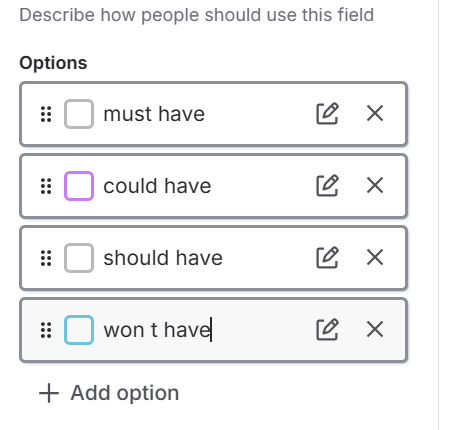 Describe how people should use this field
Options
must have
could have
should have
won t have
Add option